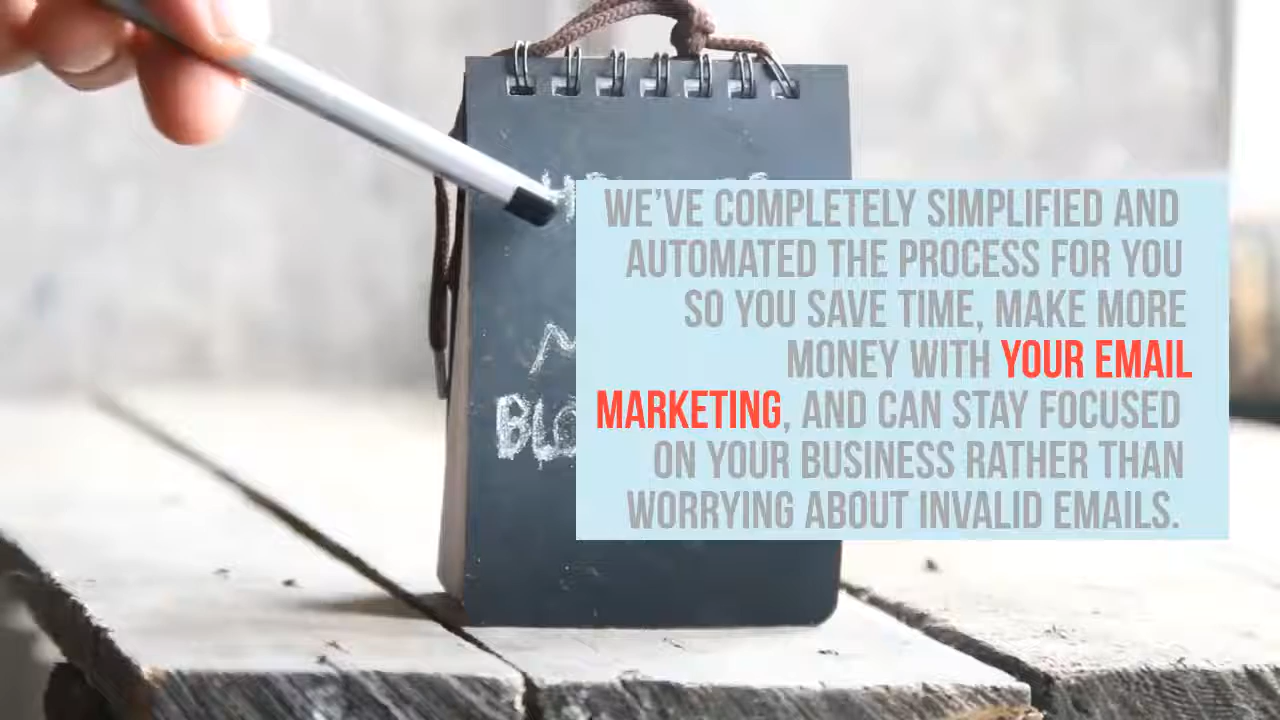 WE'VE COMPLETELY SIMPLIFIED AND
AUTOMATED THE PROCESS FOR YOU
SO YOU SAVE TIME, MAKE MORE
MONEY WITH YOUR EMAIL
MARKETING, AND CAN STAY FOCUSED
ON YOUR BUSINESS RATHER THAN
WORRYING ABOUT INVALID EMAILS.